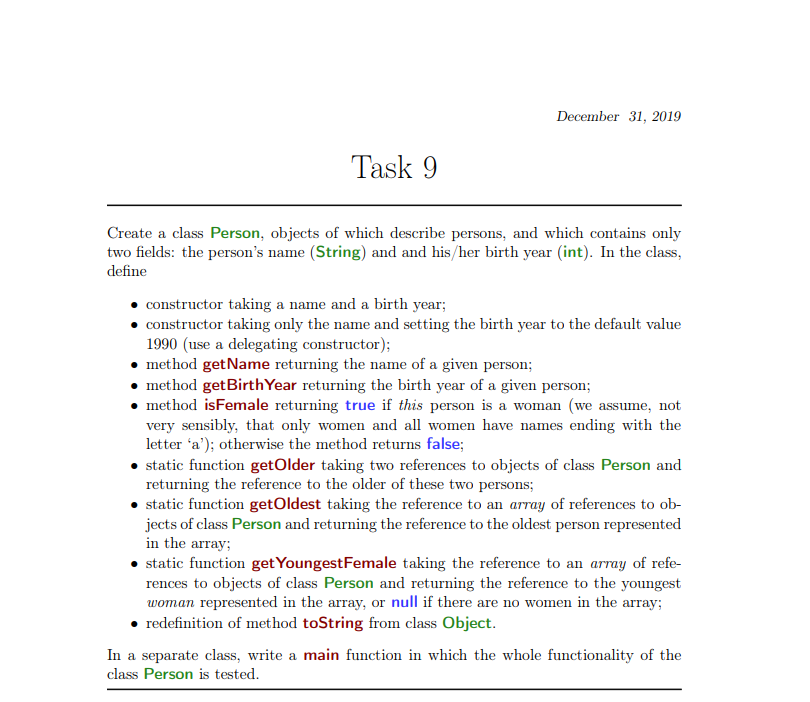 December 31, 2019
Task 9
Create a class Person, objects of which describe persons, and which contains only
two fields: the person's name (String) and and his/her birth year (int). In the class,
define
• constructor taking a name and a birth year;
• constructor taking only the name and setting the birth year to the default value
1990 (use a delegating constructor);
• method getName returning the name of a given person;
• method getBirthYear returning the birth year of a given person;
• method isFemale returning true if this person is a woman (we assume, not
very sensibly, that only women and all women have names ending with the
letter ‘a’); otherwise the method returns false;
• static function getOlder taking two references to objects of class Person and
returning the reference to the older of these two persons;
• static function getOldest taking the reference to an array of references to ob-
jects of class Person and returning the reference to the oldest person represented
in the array;
• static function getYoungestFemale taking the reference to an array of refe-
rences to objects of class Person and returning the reference to the youngest
woman represented in the array, or null if there are no women in the array;
• redefinition of method toString from class Object.
In a separate class, write a main function in which the whole functionality of the
class Person is tested.